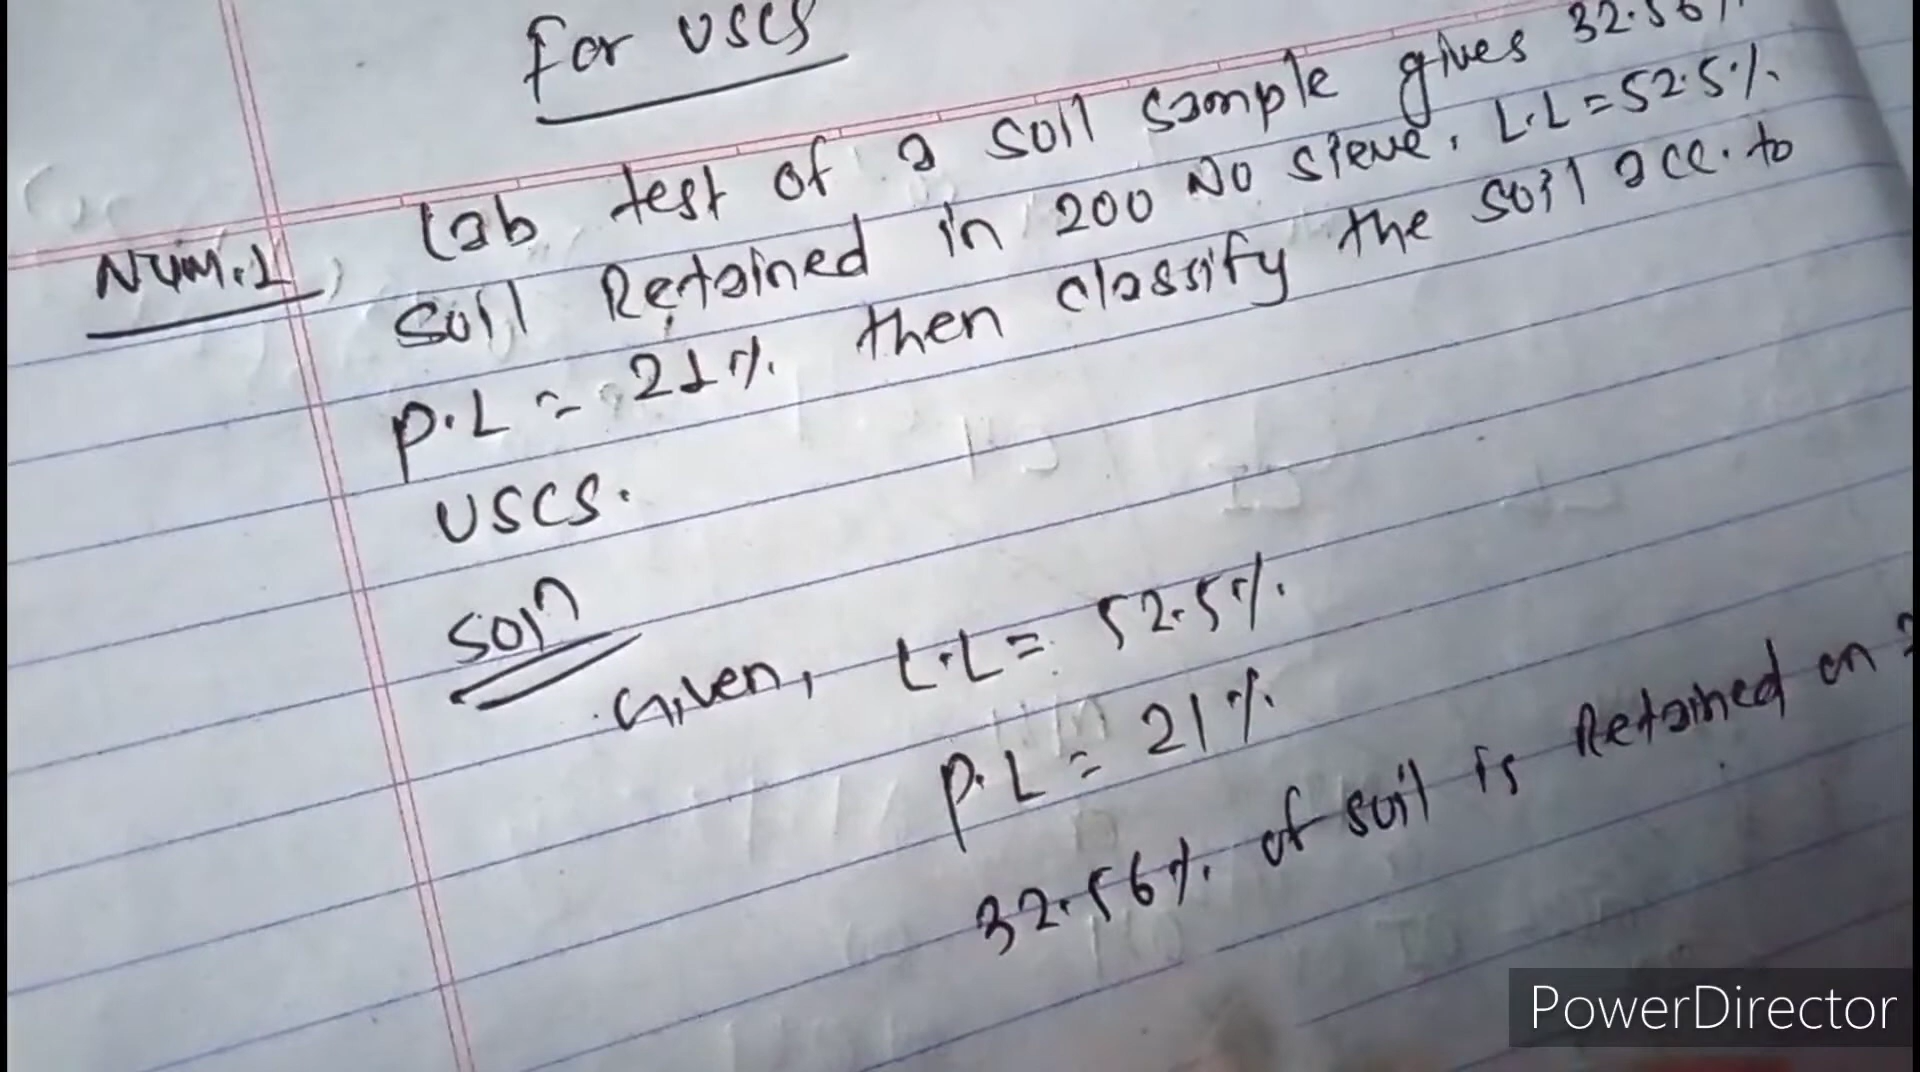 For USCS
Num.1) Lab test of a soil sample gives 32.56%
soil Retained in 200 No sieve. L.L = 52.5%
P.L = 21% then classify the soil acc. to
USCS.
Soln
Given, L.L = 52.5%
P.L = 21%
32.56% of soil is Retained on
PowerDirector